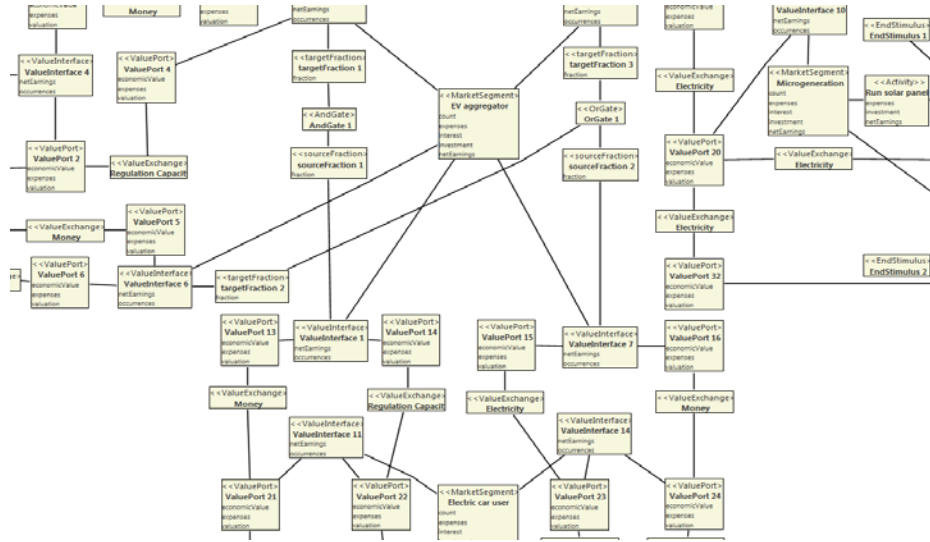 economicValue
expenses
valuation
Money
expenses
valuation
netEarnings
occurrences
netEarnings
occurrences
expenses
valuation
ValueInterface 10
netEarnings
occurrences
<<EndStimulus>
EndStimulus 1
<<ValueInterface>
ValueInterface 4
netEarnings
occurrences
<<ValuePort>>
ValuePort 4
economicValue
expenses
valuation
<<targetFraction>
targetFraction 1
fraction
<<targetFraction>
targetFraction 3
fraction
<<ValueExchange>
Electricity
<<MarketSegment>
Microgeneration
count
expenses
interest
investment
netEarnings
<<Activity>>
Run solar panel
expenses
investment
netEarnings
<<MarketSegment>
EV aggregator
count
expenses
interest
investment
netEarnings
<<AndGate>>
AndGate 1
<<OrGate>>
OrGate 1
<<ValuePort>>
ValuePort 2
economicValue
expenses
valuation
<<ValueExchange>
Regulation Capacit
<<sourceFraction>
sourceFraction 1
fraction
<<sourceFraction>
sourceFraction 2
fraction
<<ValuePort>>
ValuePort 20
economicValue
expenses
valuation
<<ValueExchange>
Electricity
<<ValueExchange>
Money
<<ValuePort>>
ValuePort 5
economicValue
expenses
valuation
<<ValueExchange>
Electricity
<<ValuePort>>
ValuePort 6
economicValue
expenses
valuation
<<ValueInterface>
ValueInterface 6
netEarnings
occurrences
<<targetFraction>
targetFraction 2
fraction
<<ValuePort>>
ValuePort 32
economicValue
expenses
valuation
<<EndStimulus>
EndStimulus 2
<<ValuePort>>
ValuePort 13
economicValue
expenses
valuation
<<ValueInterface>
ValueInterface 1
netEarnings
occurrences
<<ValuePort>>
ValuePort 14
economicValue
expenses
valuation
<<ValuePort>>
ValuePort 15
economicValue
expenses
valuation
<<ValueInterface>
ValueInterface 7
netEarnings
occurrences
<<ValuePort>>
ValuePort 16
economicValue
expenses
valuation
<<ValueExchange>
Money
<<ValueExchange>
Regulation Capacit
<<ValueExchange>
Electricity
<<ValueExchange>
Money
<<ValueInterface>
ValueInterface 11
netEarnings
occurrences
<<ValueInterface>
ValueInterface 14
netEarnings
occurrences
<<ValuePort>>
ValuePort 21
economicValue
expenses
valuation
<<ValuePort>>
ValuePort 22
economicValue
expenses
valuation
<<MarketSegment>
Electric car user
count
expenses
interest
<<ValuePort>>
ValuePort 23
economicValue
expenses
valuation
<<ValuePort>>
ValuePort 24
economicValue
expenses
valuation